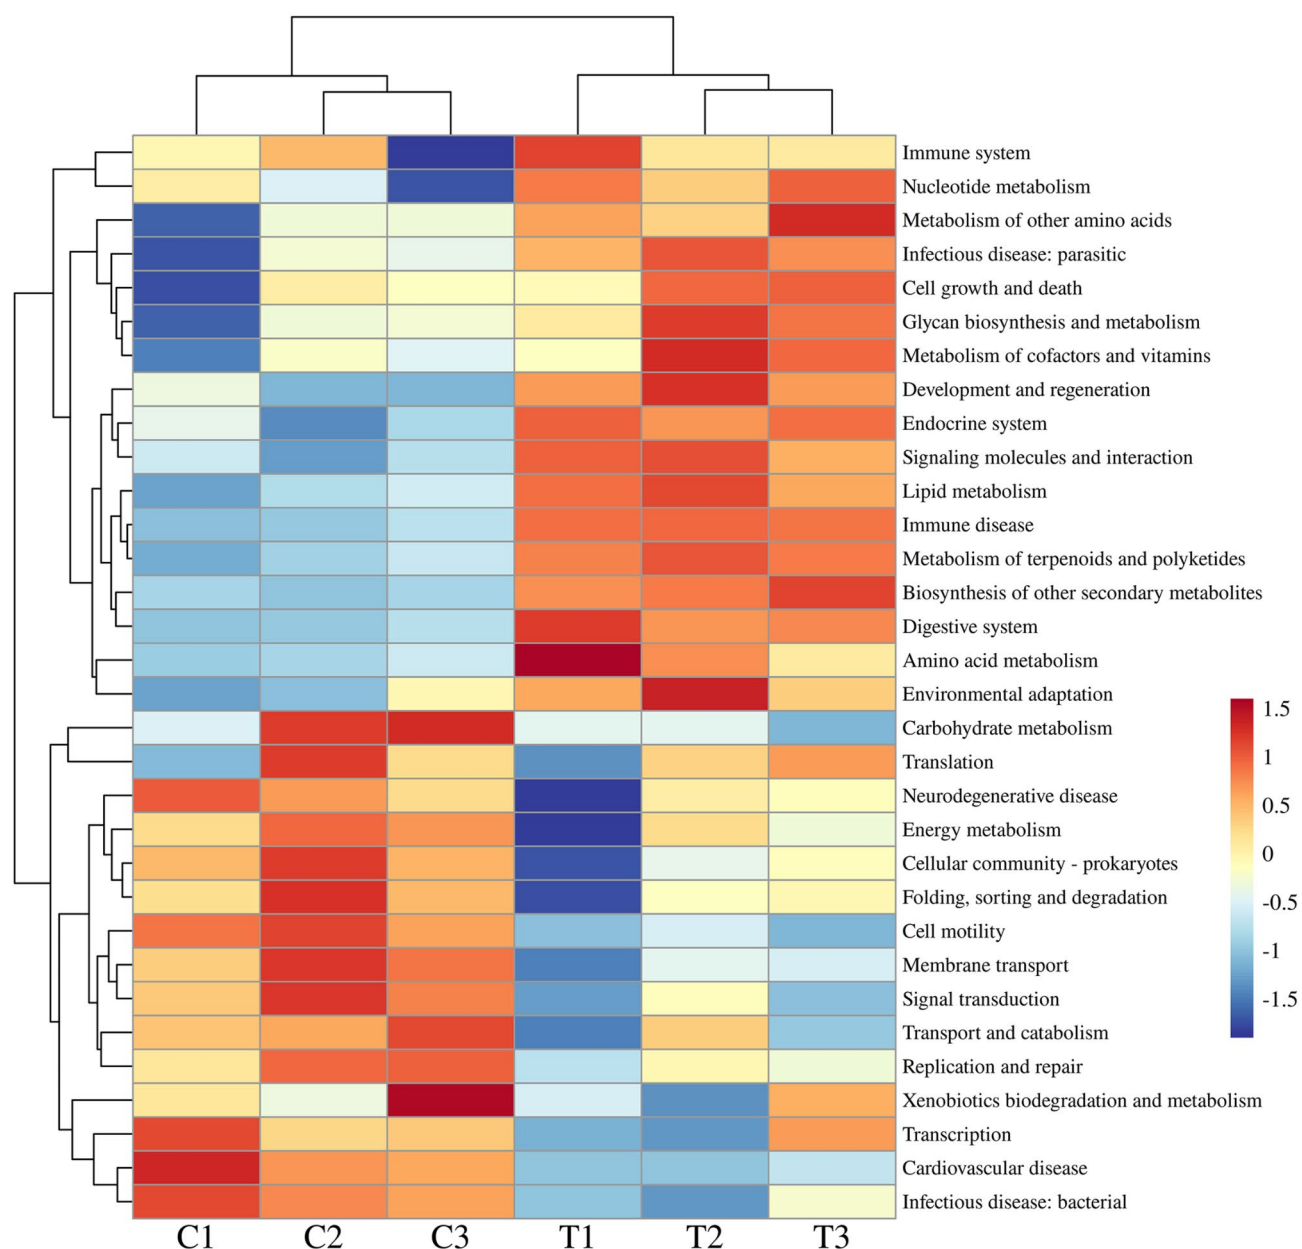 Immune system
Nucleotide metabolism
Metabolism of other amino acids
Infectious disease: parasitic
Cell growth and death
Glycan biosynthesis and metabolism
Metabolism of cofactors and vitamins
Development and regeneration
Endocrine system
Signaling molecules and interaction
Lipid metabolism
Immune disease
Metabolism of terpenoids and polyketides
Biosynthesis of other secondary metabolites
Digestive system
Amino acid metabolism
Environmental adaptation
Carbohydrate metabolism
Translation
Neurodegenerative disease
Energy metabolism
Cellular community - prokaryotes
Folding, sorting and degradation
Cell motility
Membrane transport
Signal transduction
Transport and catabolism
Replication and repair
Xenobiotics biodegradation and metabolism
Transcription
Cardiovascular disease
Infectious disease: bacterial
1.5
1
0.5
0
-0.5
-1
-1.5
C1 C2 C3 T1 T2 T3